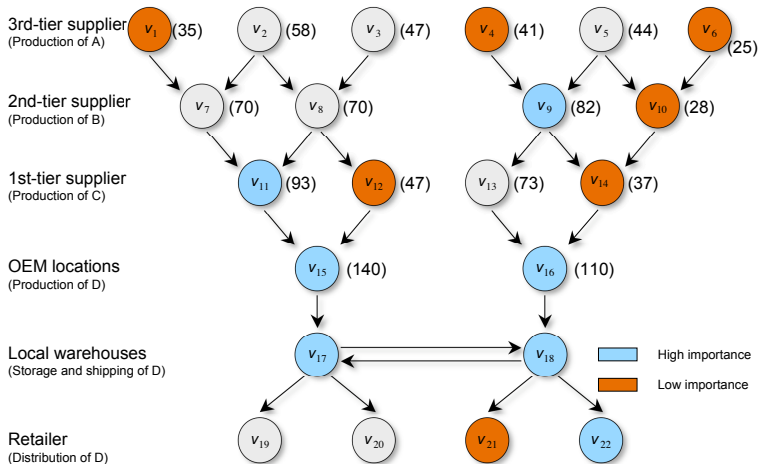 3rd-tier supplier
(Production of A)
v1 (35) v2 (58) v3 (47) v4 (41) v5 (44) v6 (25)
2nd-tier supplier
(Production of B)
v7 (70) v8 (70) v9 (82) v10 (28)
1st-tier supplier
(Production of C)
v11 (93) v12 (47) v13 (73) v14 (37)
OEM locations
(Production of D)
v15 (140) v16 (110)
Local warehouses
(Storage and shipping of D)
v17 v18
High importance
Low importance
Retailer
(Distribution of D)
v19 v20 v21 v22